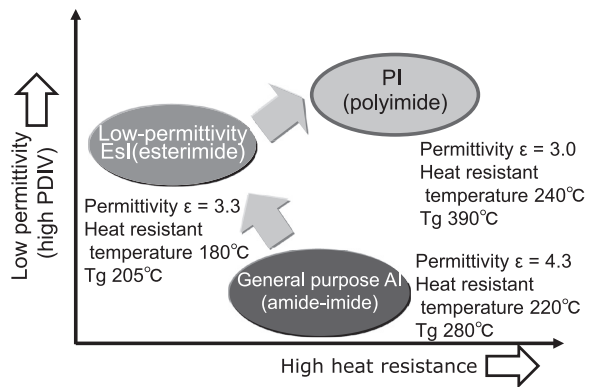 Low permittivity
(high PDIV)
PI
(polyimide)
Low-permittivity
EsI(esterimide)
Permittivity ε = 3.0
Heat resistant
temperature 240℃
Tg 390℃
Permittivity ε = 3.3
Heat resistant
temperature 180℃
Tg 205℃
General purpose AI
(amide-imide)
Permittivity ε = 4.3
Heat resistant
temperature 220℃
Tg 280℃
High heat resistance